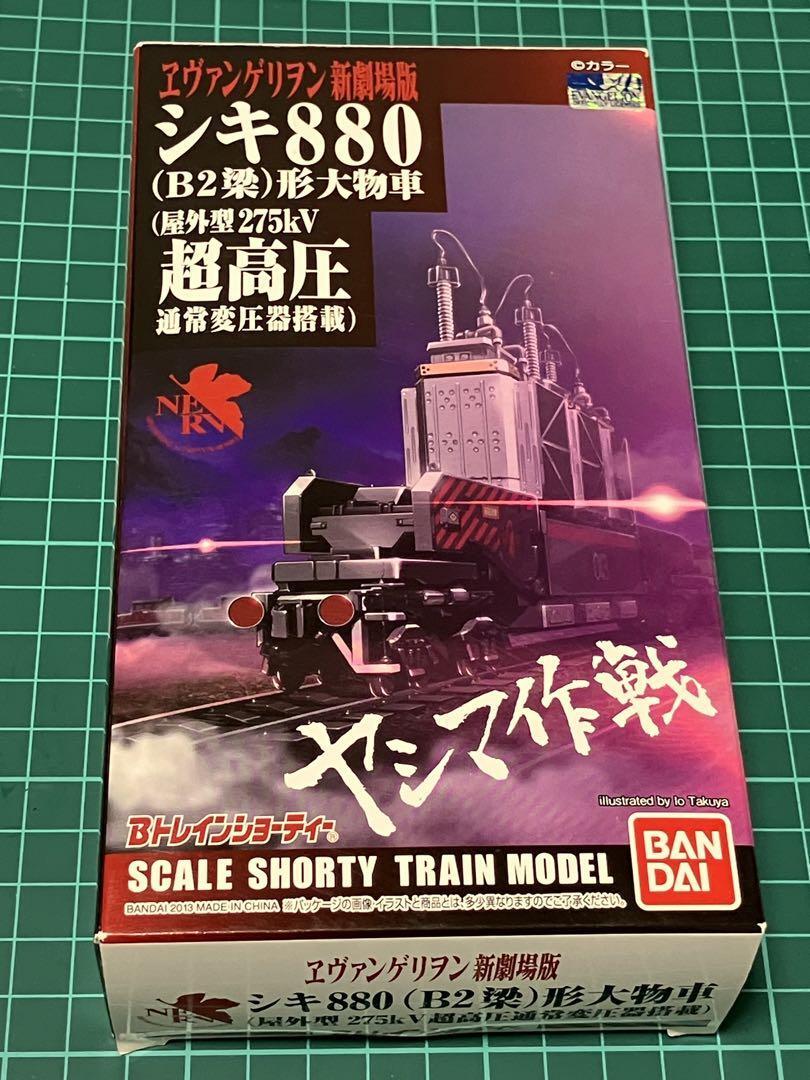 ヱヴァンゲリヲン新劇場版
シキ880
(B2梁)形大物車
(屋外型275kV
超高圧
通常変圧器搭載)
©カラー
EVANGELION
NERV
03
ヤシマ作戦
illustrated by Io Takuya
Bトレインショーティー®
SCALE SHORTY TRAIN MODEL
BANDAI 2013 MADE IN CHINA ※パッケージの画像・イラストと商品とは、多少異なりますのでご了承ください。
BAN
DAI
ヱヴァンゲリヲン新劇場版
NERV
シキ880(B2梁)形大物車
(屋外型275kV超高圧通常変圧器搭載)